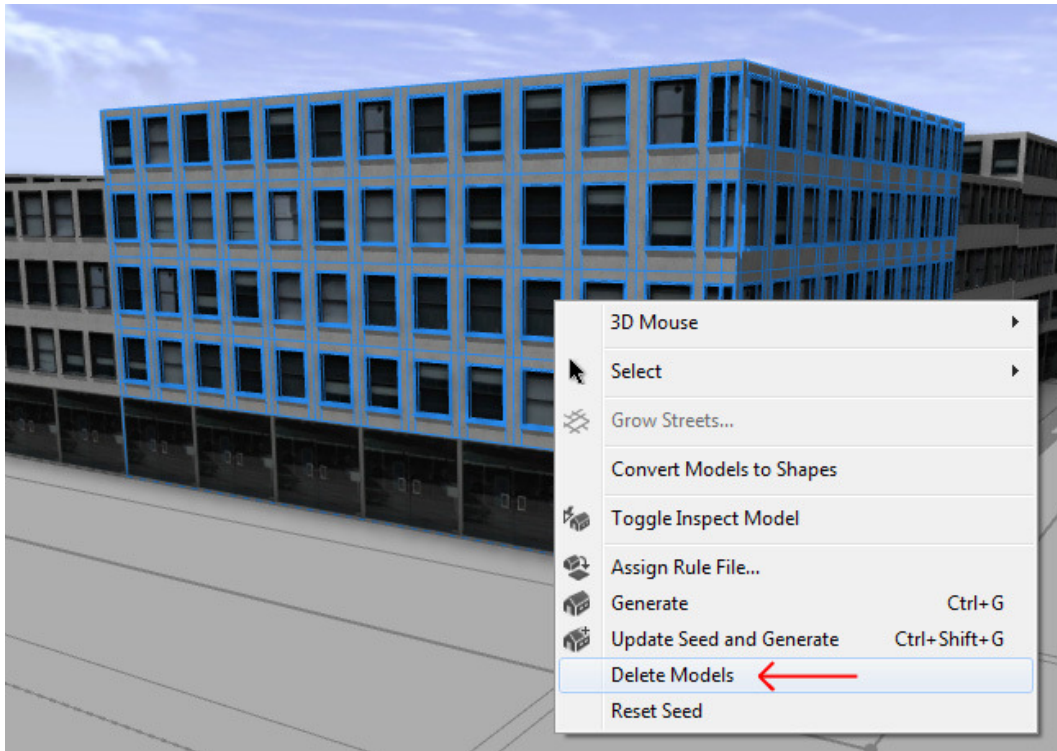 3D Mouse
Select
Grow Streets...
Convert Models to Shapes
Toggle Inspect Model
Assign Rule File...
Generate Ctrl+G
Update Seed and Generate Ctrl+Shift+G
Delete Models
Reset Seed